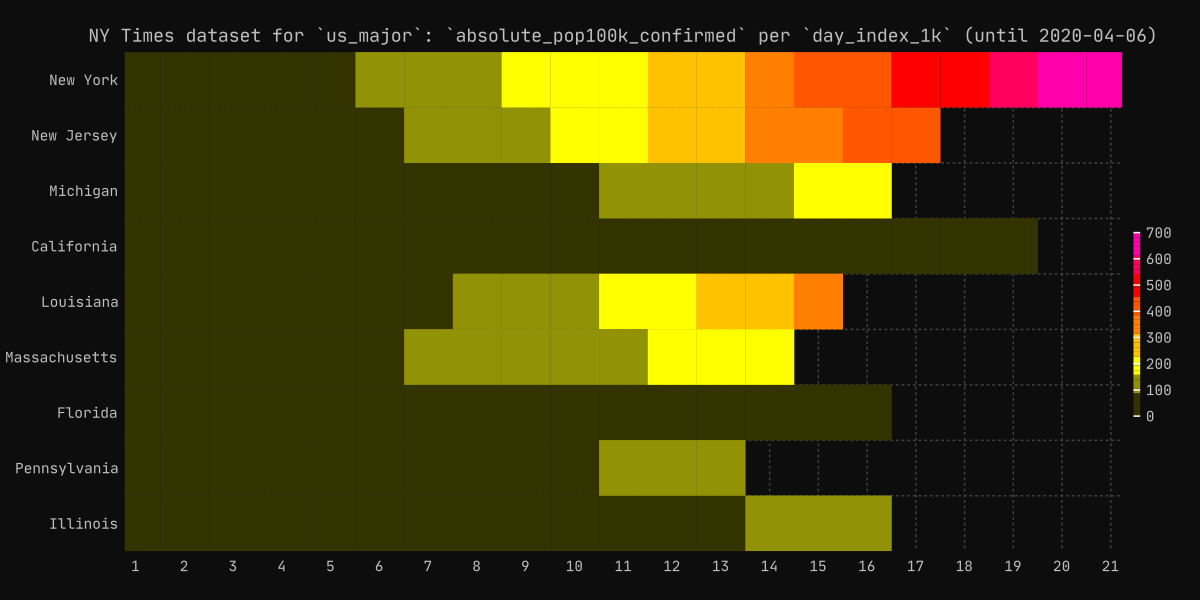 NY Times dataset for `us_major`: `absolute_pop100k_confirmed` per `day_index_1k` (until 2020-04-06)
New York
New Jersey
Michigan
California
Louisiana
Massachusetts
Florida
Pennsylvania
Illinois
1 2 3 4 5 6 7 8 9 10 11 12 13 14 15 16 17 18 19 20 21
700
600
500
400
300
200
100
0